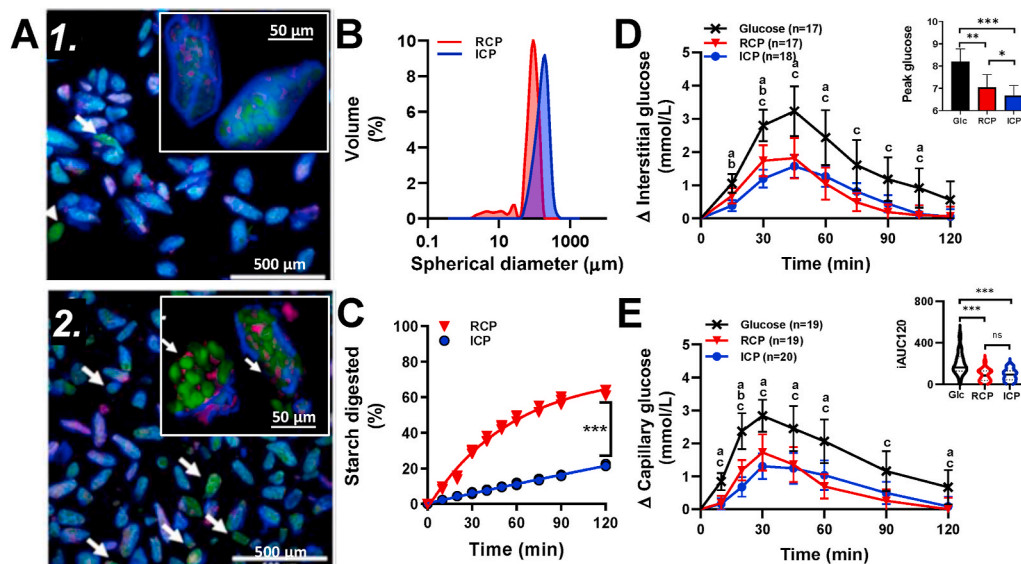 A
1.
50 µm
500 µm
2.
50 µm
500 µm
B
RCP
ICP
Volume
(%)
10
8
6
4
2
0
0.1
10
1000
Spherical diameter (µm)
C
RCP
ICP
Starch digested
(%)
100
80
60
40
20
0
***
0
30
60
90
120
Time (min)
D
Glucose (n=17)
RCP (n=17)
ICP (n=18)
Δ Interstitial glucose
(mmol/L)
5
4
3
2
1
0
a
b
a
b c
a
c
a
c
c
c
a
c
0
30
60
90
120
Time (min)
Peak glucose
10
9
8
7
6
***
**
*
Glc
RCP
ICP
E
Glucose (n=19)
RCP (n=19)
ICP (n=20)
Δ Capillary glucose
(mmol/L)
5
4
3
2
1
0
a
c
a
b c
a
c
a
c
a
c
c
a
c
0
30
60
90
120
Time (min)
iAUC120
800
400
0
***
***
ns
Glc
RCP
ICP